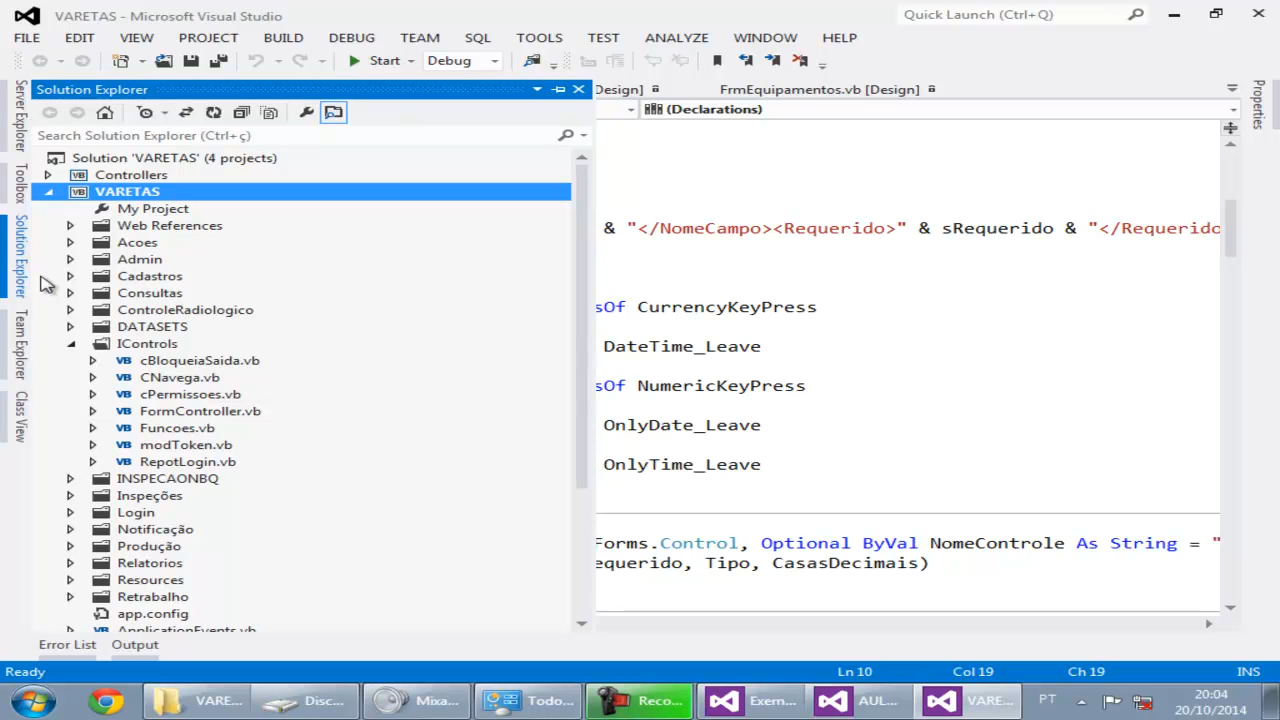 VARETAS - Microsoft Visual Studio
Quick Launch (Ctrl+Q)
FILE EDIT VIEW PROJECT BUILD DEBUG TEAM SQL TOOLS TEST ANALYZE WINDOW HELP
Start Debug
Server Explorer
Toolbox
Solution Explorer
Team Explorer
Class View
Solution Explorer
Search Solution Explorer (Ctrl+ç)
Solution 'VARETAS' (4 projects)
Controllers
VARETAS
My Project
Web References
Acoes
Admin
Cadastros
Consultas
ControleRadiologico
DATASETS
IControls
cBloqueiaSaida.vb
CNavega.vb
cPermissoes.vb
FormController.vb
Funcoes.vb
modToken.vb
RepotLogin.vb
INSPECAONBQ
Inspeções
Login
Notificação
Produção
Relatorios
Resources
Retrabalho
app.config
ApplicationEvents.vb
Design] FrmEquipamentos.vb [Design]
(Declarations)
& "</NomeCampo><Requerido>" & sRequerido & "</Requerido
sOf CurrencyKeyPress
DateTime_Leave
sOf NumericKeyPress
OnlyDate_Leave
OnlyTime_Leave
Forms.Control, Optional ByVal NomeControle As String = "
equerido, Tipo, CasasDecimais)
Properties
Error List Output
Ready Ln 10 Col 19 Ch 19 INS
VARE... Disc... Mixa... Todo... Reco... Exem... AUL... VARE... PT 20:04
20/10/2014